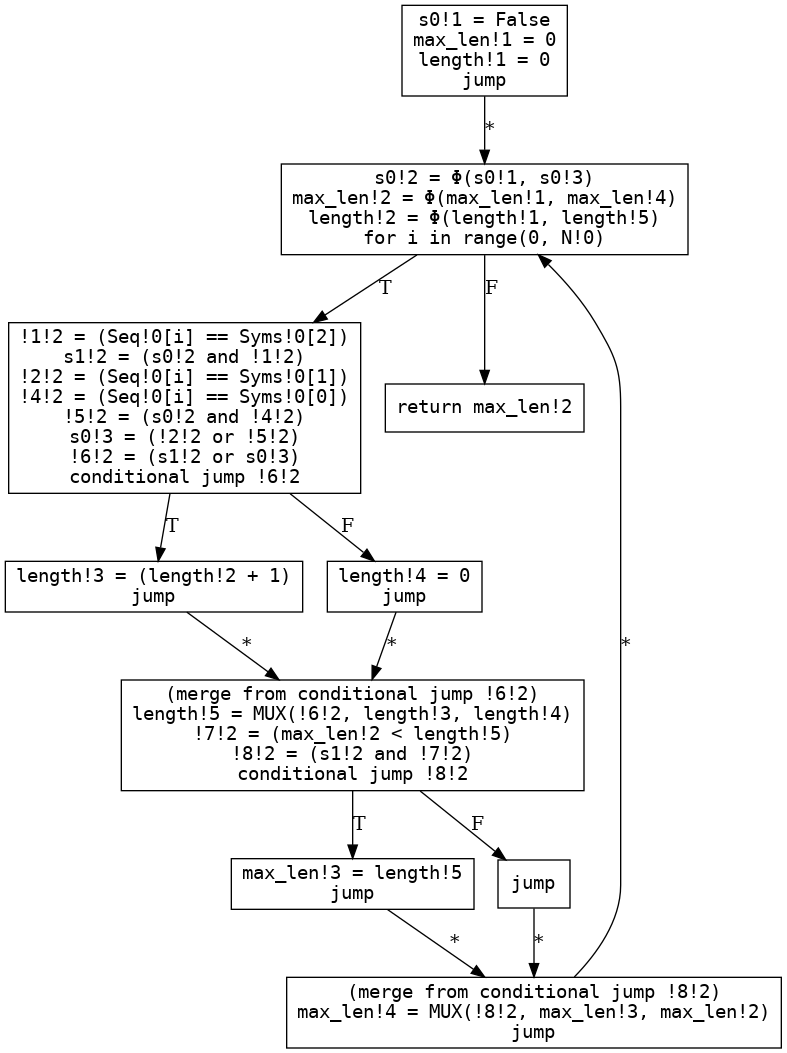 s0!1 = False
max_len!1 = 0
length!1 = 0
jump
*
s0!2 = Φ(s0!1, s0!3)
max_len!2 = Φ(max_len!1, max_len!4)
length!2 = Φ(length!1, length!5)
for i in range(0, N!0)
T
F
!1!2 = (Seq!0[i] == Syms!0[2])
s1!2 = (s0!2 and !1!2)
!2!2 = (Seq!0[i] == Syms!0[1])
!4!2 = (Seq!0[i] == Syms!0[0])
!5!2 = (s0!2 and !4!2)
s0!3 = (!2!2 or !5!2)
!6!2 = (s1!2 or s0!3)
conditional jump !6!2
return max_len!2
T
F
length!3 = (length!2 + 1)
jump
length!4 = 0
jump
*
*
*
(merge from conditional jump !6!2)
length!5 = MUX(!6!2, length!3, length!4)
!7!2 = (max_len!2 < length!5)
!8!2 = (s1!2 and !7!2)
conditional jump !8!2
T
F
max_len!3 = length!5
jump
jump
*
*
(merge from conditional jump !8!2)
max_len!4 = MUX(!8!2, max_len!3, max_len!2)
jump